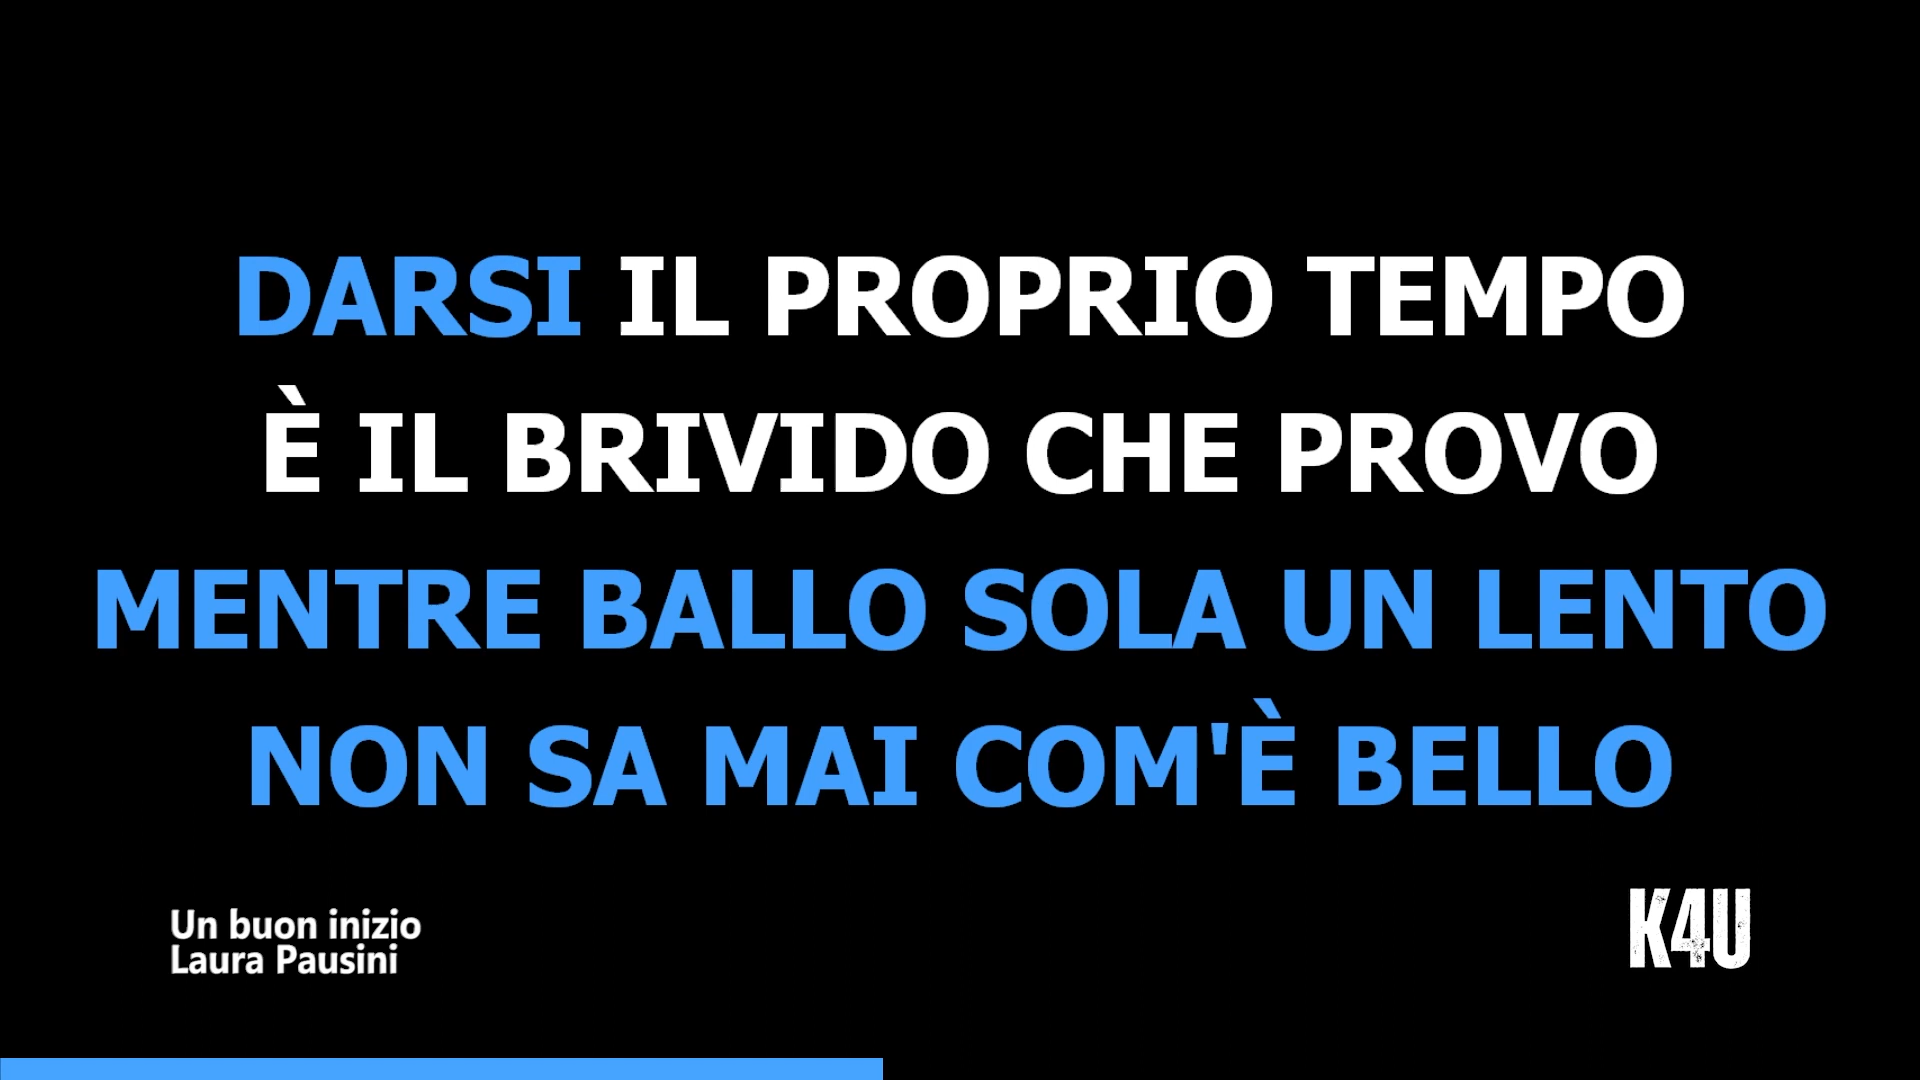 DARSI IL PROPRIO TEMPO
È IL BRIVIDO CHE PROVO
MENTRE BALLO SOLA UN LENTO
NON SA MAI COM'È BELLO
Un buon inizio
Laura Pausini
K4U